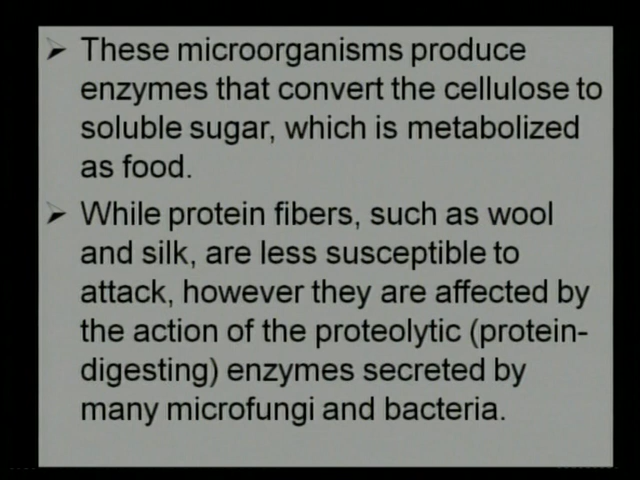 ➢ These microorganisms produce
enzymes that convert the cellulose to
soluble sugar, which is metabolized
as food.
➢ While protein fibers, such as wool
and silk, are less susceptible to
attack, however they are affected by
the action of the proteolytic (protein-
digesting) enzymes secreted by
many microfungi and bacteria.